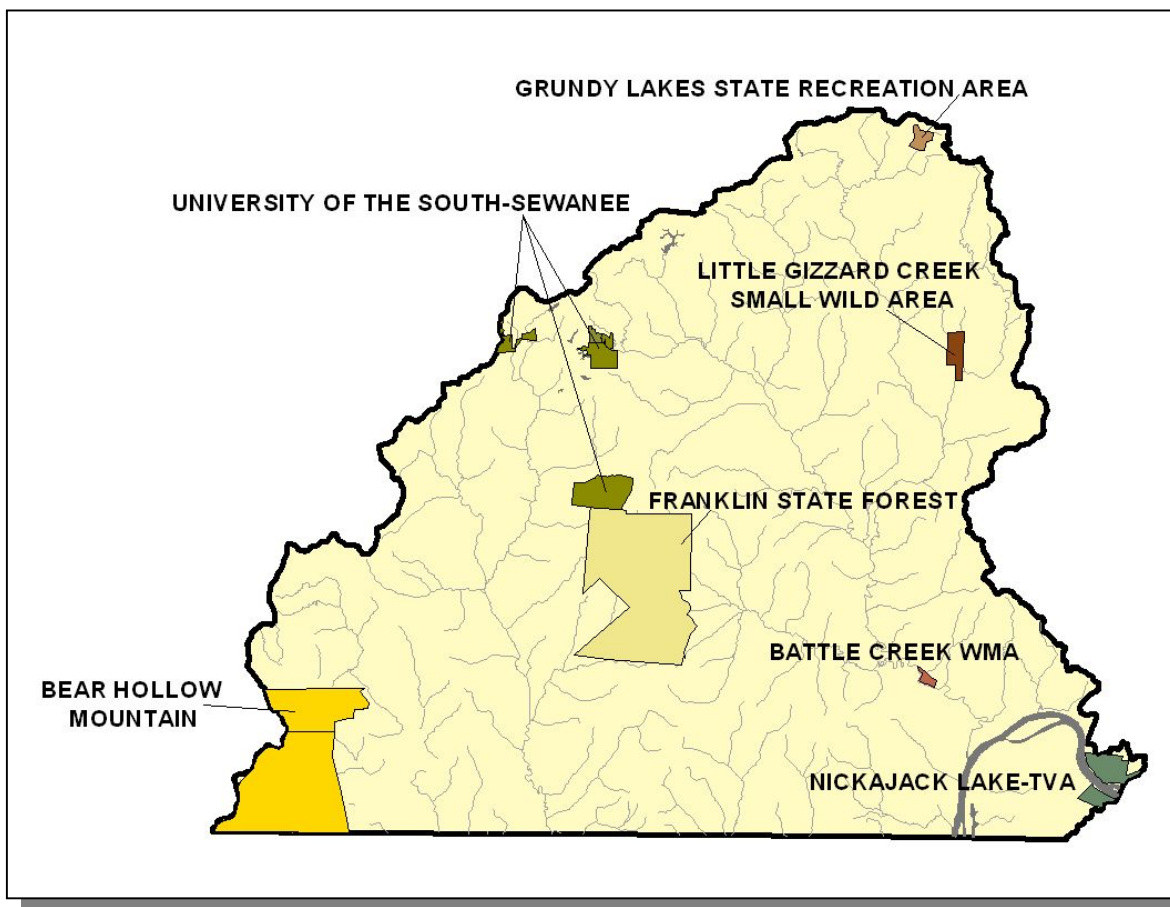 GRUNDY LAKES STATE RECREATION AREA
UNIVERSITY OF THE SOUTH-SEWANEE
LITTLE GIZZARD CREEK
SMALL WILD AREA
FRANKLIN STATE FOREST
BATTLE CREEK WMA
BEAR HOLLOW
MOUNTAIN
NICKAJACK LAKE-TVA